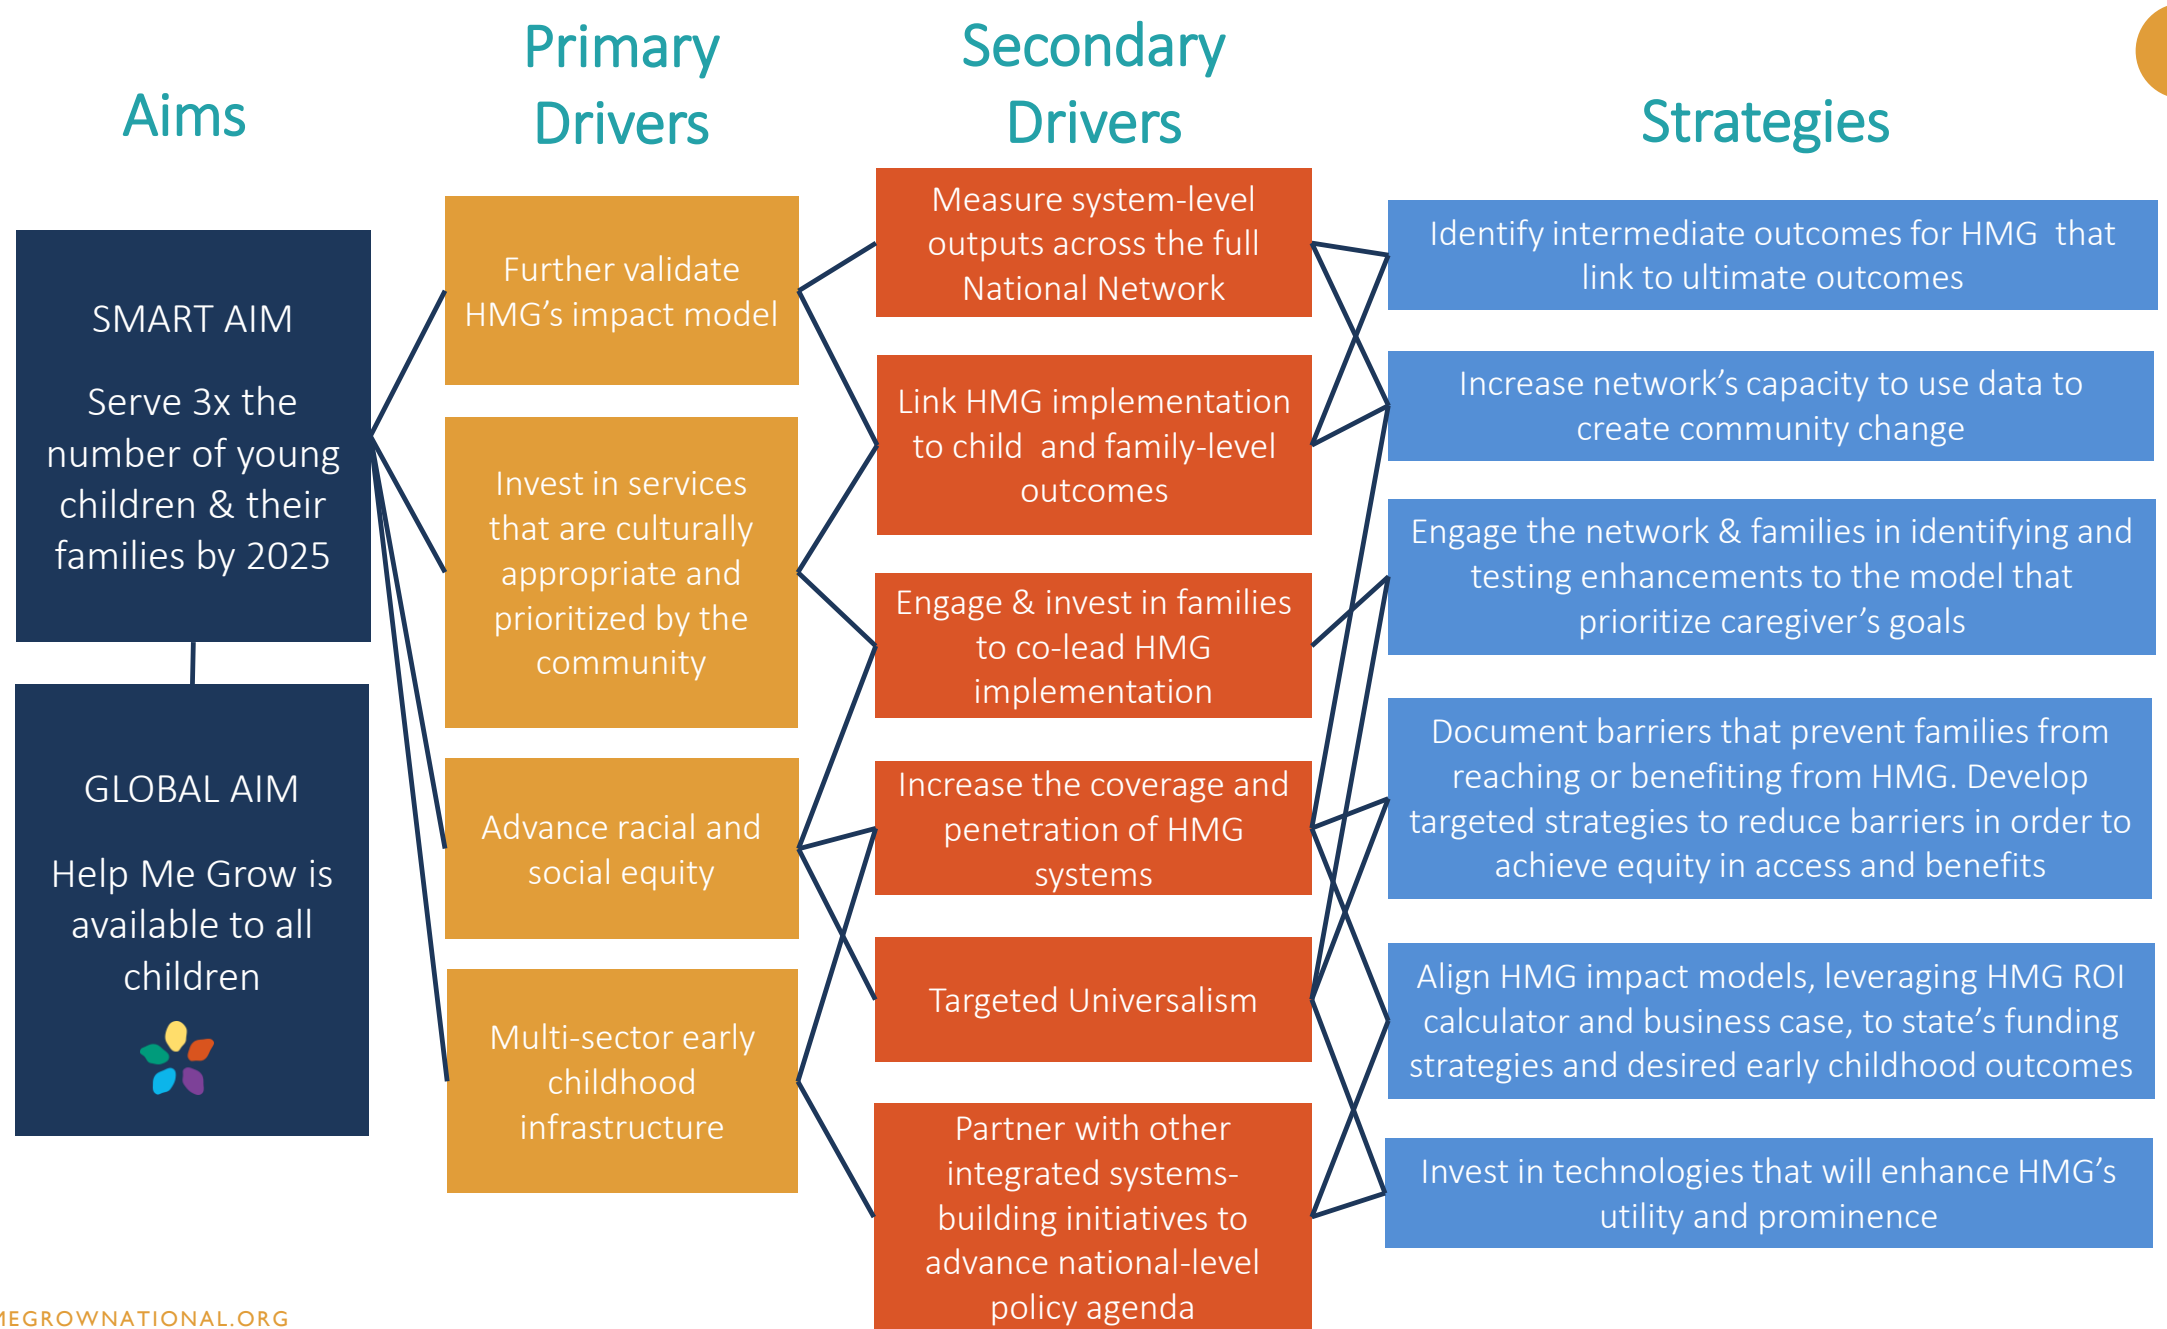 Aims
Primary
Drivers
Secondary
Drivers
Strategies
SMART AIM
Serve 3x the
number of young
children & their
families by 2025
GLOBAL AIM
Help Me Grow is
available to all
children
Further validate
HMG’s impact model
Invest in services
that are culturally
appropriate and
prioritized by the
community
Advance racial and
social equity
Multi-sector early
childhood
infrastructure
Measure system-level
outputs across the full
National Network
Link HMG implementation
to child and family-level
outcomes
Engage & invest in families
to co-lead HMG
implementation
Increase the coverage and
penetration of HMG
systems
Targeted Universalism
Partner with other
integrated systems-
building initiatives to
advance national-level
policy agenda
Identify intermediate outcomes for HMG that
link to ultimate outcomes
Increase network’s capacity to use data to
create community change
Engage the network & families in identifying and
testing enhancements to the model that
prioritize caregiver’s goals
Document barriers that prevent families from
reaching or benefiting from HMG. Develop
targeted strategies to reduce barriers in order to
achieve equity in access and benefits
Align HMG impact models, leveraging HMG ROI
calculator and business case, to state’s funding
strategies and desired early childhood outcomes
Invest in technologies that will enhance HMG’s
utility and prominence
MEGROWNATIONAL.ORG